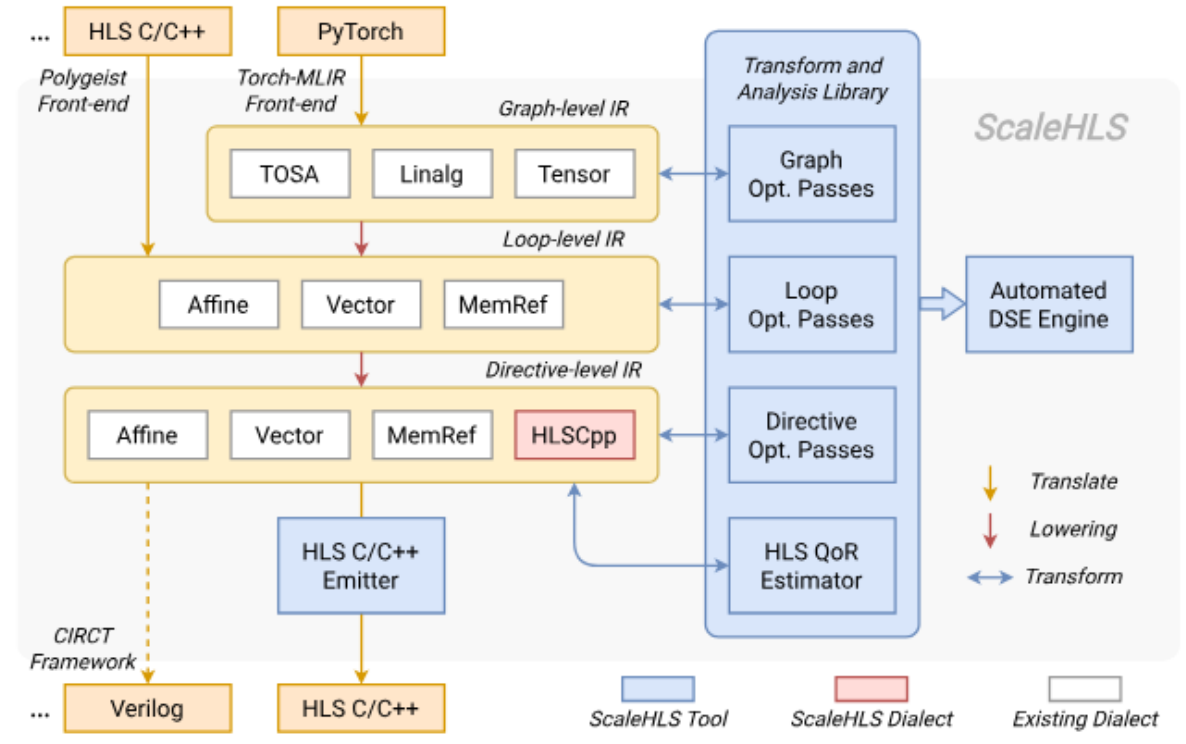 ... HLS C/C++ PyTorch
Polygeist
Front-end
Torch-MLIR
Front-end
Transform and
Analysis Library
ScaleHLS
Graph-level IR
TOSA Linalg Tensor
Graph
Opt. Passes
Loop-level IR
Affine Vector MemRef
Loop
Opt. Passes
Automated
DSE Engine
Directive-level IR
Affine Vector MemRef HLSCpp
Directive
Opt. Passes
Translate
Lowering
Transform
HLS C/C++
Emitter
HLS QoR
Estimator
CIRCT
Framework
... Verilog HLS C/C++
ScaleHLS Tool ScaleHLS Dialect Existing Dialect